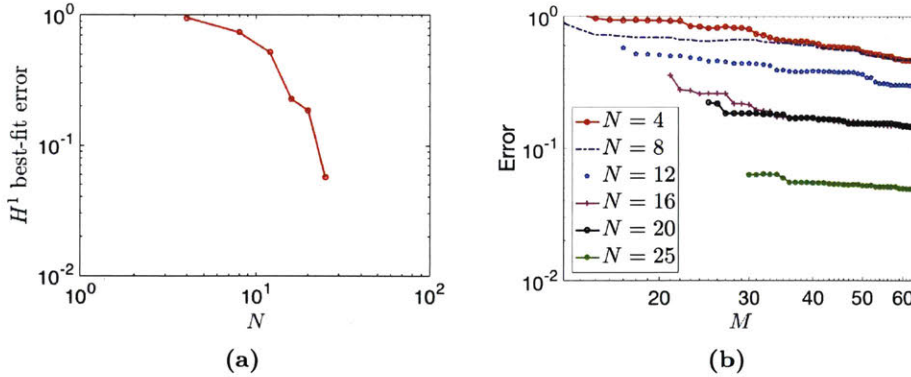 10^0
10^-1
10^-2
H^1 best-fit error
10^0
10^1
10^2
N
(a)
10^0
10^-1
10^-2
Error
N = 4
N = 8
N = 12
N = 16
N = 20
N = 25
20
30
40
50
60
M
(b)